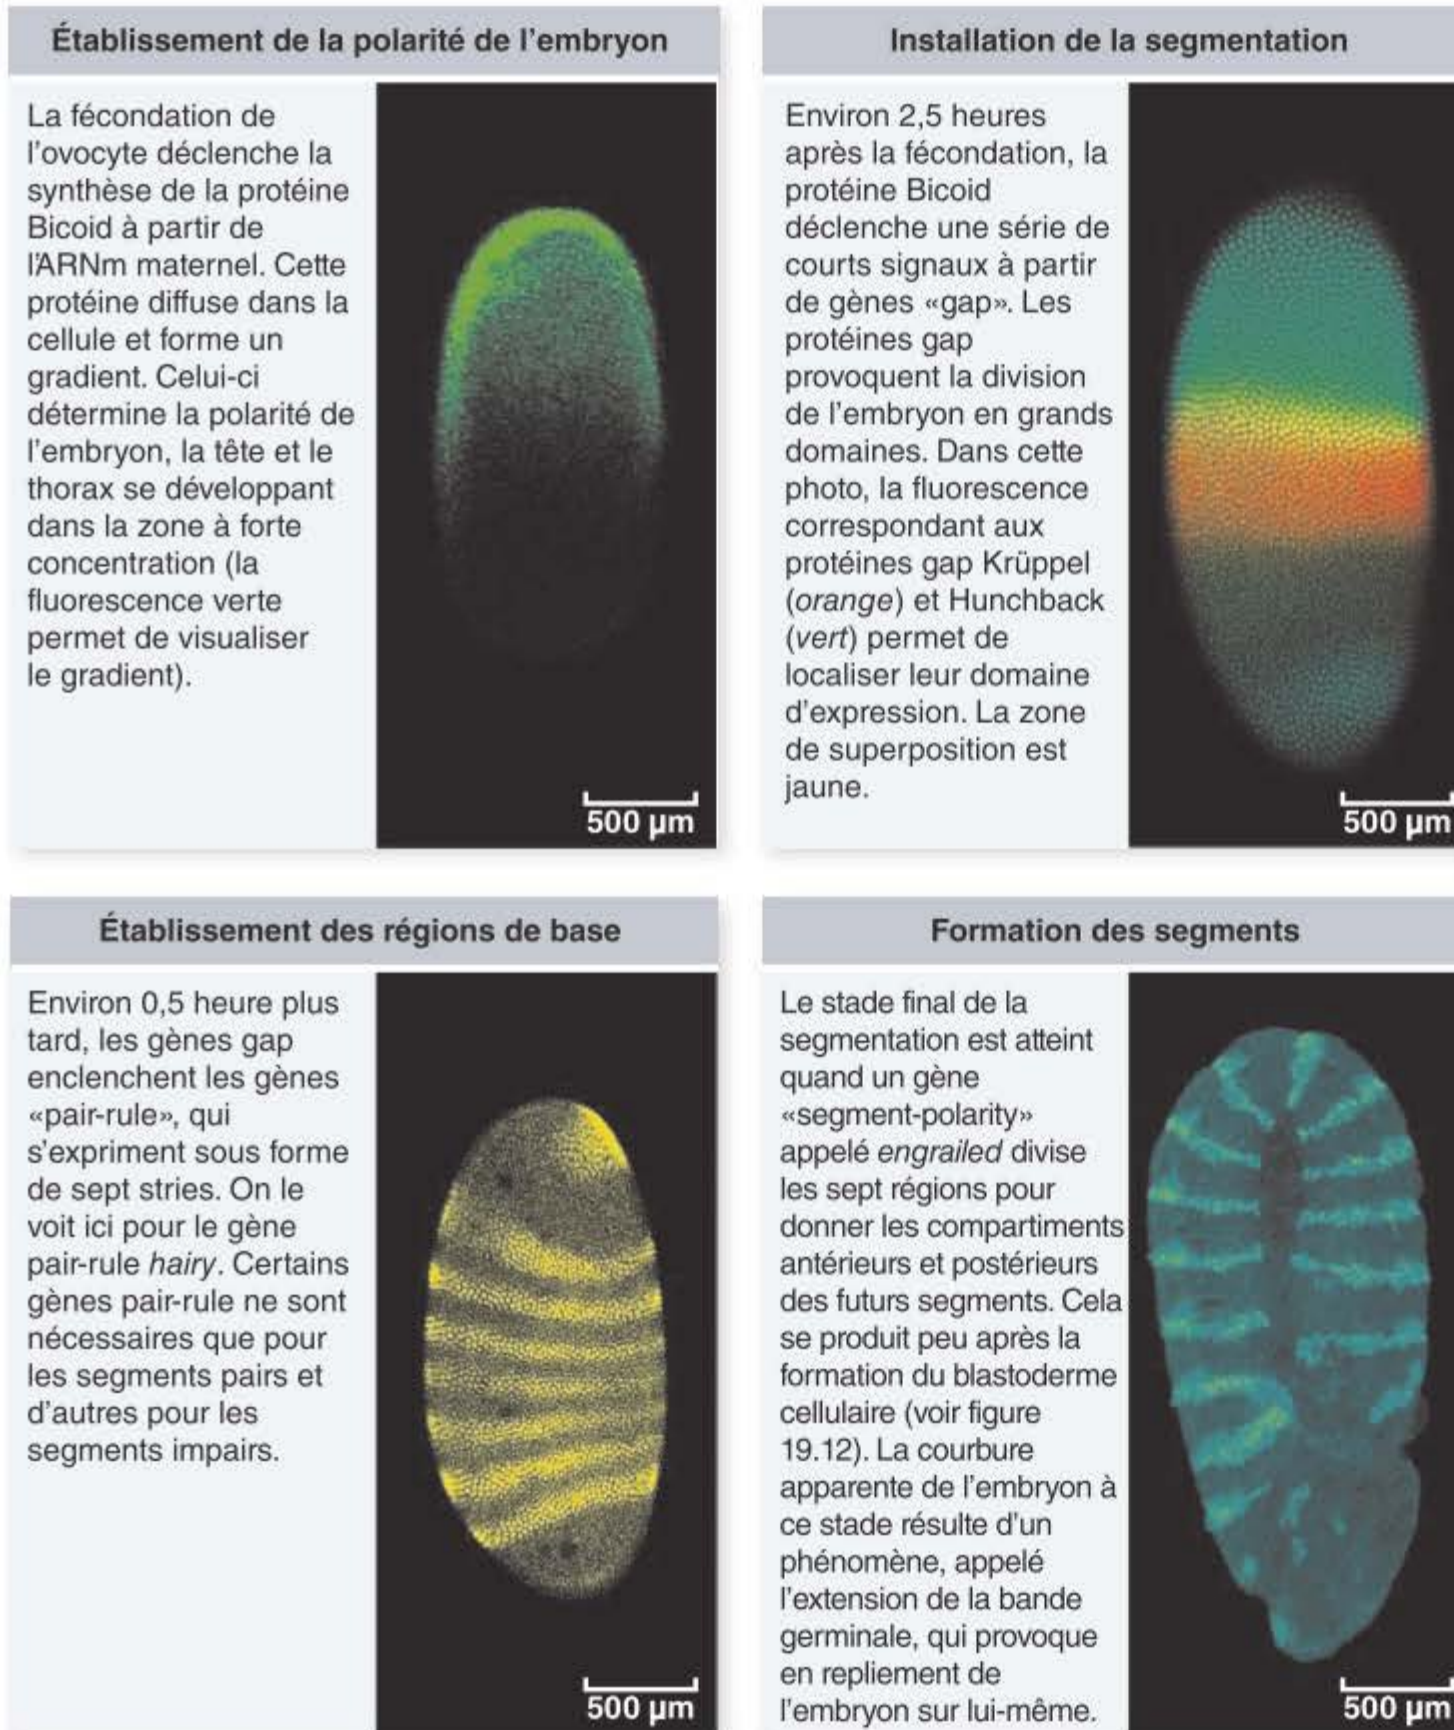 Établissement de la polarité de l'embryon
La fécondation de
l'ovocyte déclenche la
synthèse de la protéine
Bicoid à partir de
l'ARNm maternel. Cette
protéine diffuse dans la
cellule et forme un
gradient. Celui-ci
détermine la polarité de
l'embryon, la tête et le
thorax se développant
dans la zone à forte
concentration (la
fluorescence verte
permet de visualiser
le gradient).
500 µm
Installation de la segmentation
Environ 2,5 heures
après la fécondation, la
protéine Bicoid
déclenche une série de
courts signaux à partir
de gènes «gap». Les
protéines gap
provoquent la division
de l'embryon en grands
domaines. Dans cette
photo, la fluorescence
correspondant aux
protéines gap Krüppel
(orange) et Hunchback
(vert) permet de
localiser leur domaine
d'expression. La zone
de superposition est
jaune.
500 µm
Établissement des régions de base
Environ 0,5 heure plus
tard, les gènes gap
enclenchent les gènes
«pair-rule», qui
s'expriment sous forme
de sept stries. On le
voit ici pour le gène
pair-rule hairy. Certains
gènes pair-rule ne sont
nécessaires que pour
les segments pairs et
d'autres pour les
segments impairs.
500 µm
Formation des segments
Le stade final de la
segmentation est atteint
quand un gène
«segment-polarity»
appelé engrailed divise
les sept régions pour
donner les compartiments
antérieurs et postérieurs
des futurs segments. Cela
se produit peu après la
formation du blastoderme
cellulaire (voir figure
19.12). La courbure
apparente de l'embryon à
ce stade résulte d'un
phénomène, appelé
l'extension de la bande
germinale, qui provoque
en repliement de
l'embryon sur lui-même.
500 µm